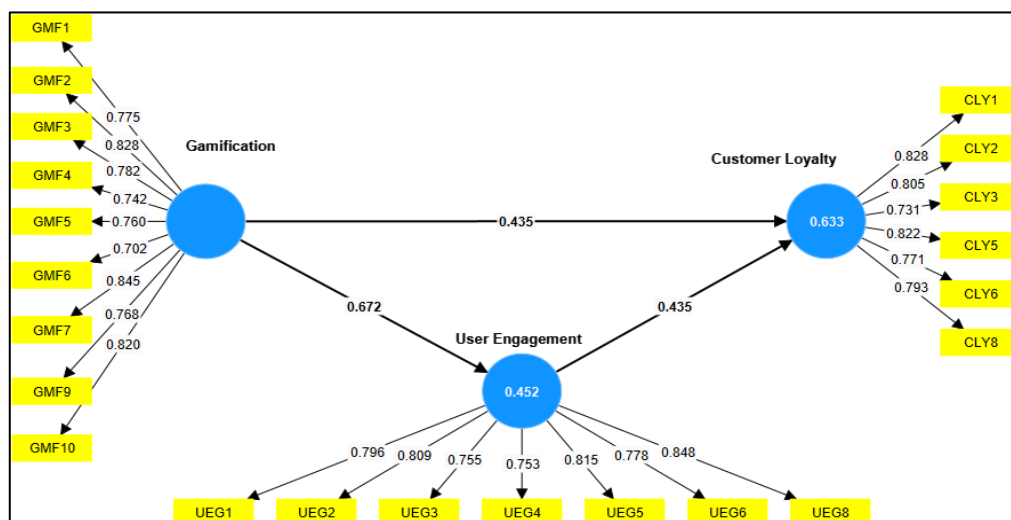 GMF1
GMF2
GMF3
GMF4
GMF5
GMF6
GMF7
GMF9
GMF10
0.775
0.828
0.782
0.742
0.760
0.702
0.845
0.768
0.820
Gamification
0.435
0.672
0.435
User Engagement
0.452
0.796
0.809
0.755
0.753
0.815
0.778
0.848
UEG1
UEG2
UEG3
UEG4
UEG5
UEG6
UEG8
Customer Loyalty
0.633
0.828
0.805
0.731
0.822
0.771
0.793
CLY1
CLY2
CLY3
CLY5
CLY6
CLY8